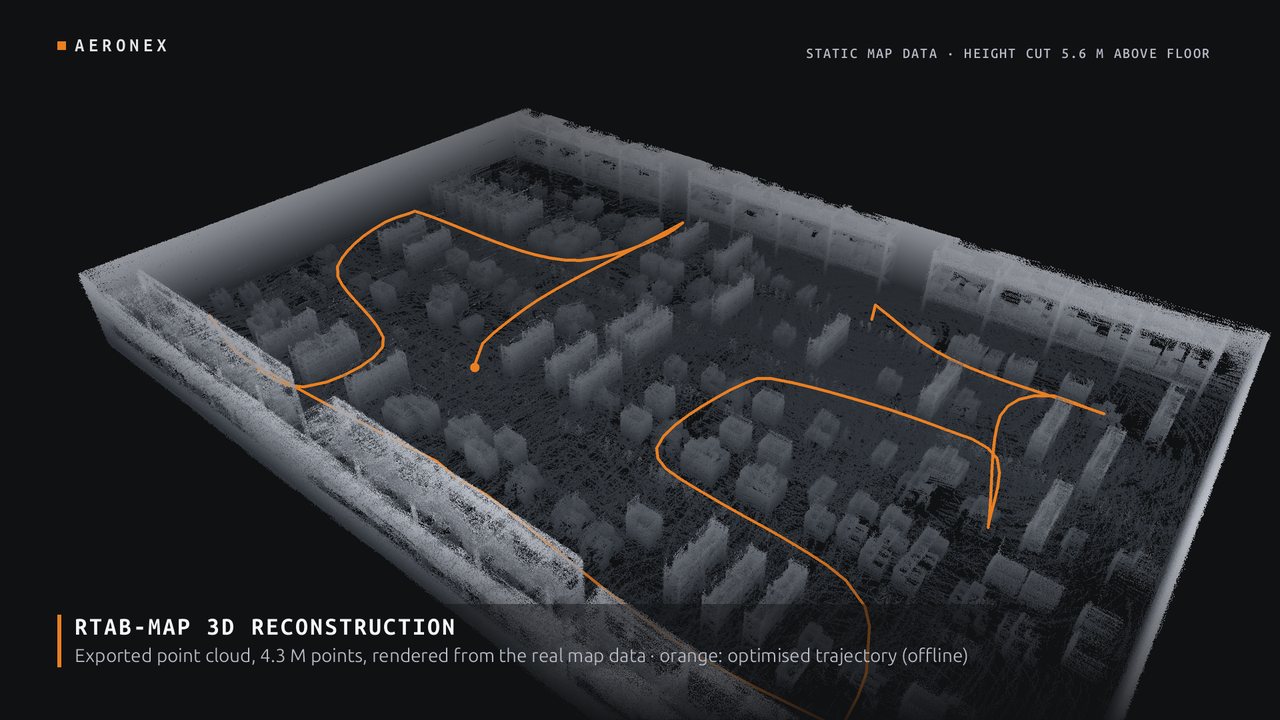 AERONEX
STATIC MAP DATA · HEIGHT CUT 5.6 M ABOVE FLOOR
RTAB-MAP 3D RECONSTRUCTION
Exported point cloud, 4.3 M points, rendered from the real map data · orange: optimised trajectory (offline)